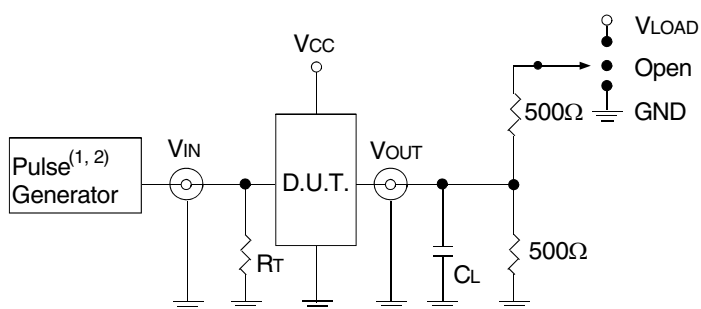 VLOAD
VCC
Open
500Ω
GND
VIN
VOUT
Pulse(1, 2)
Generator
D.U.T.
RT
CL
500Ω